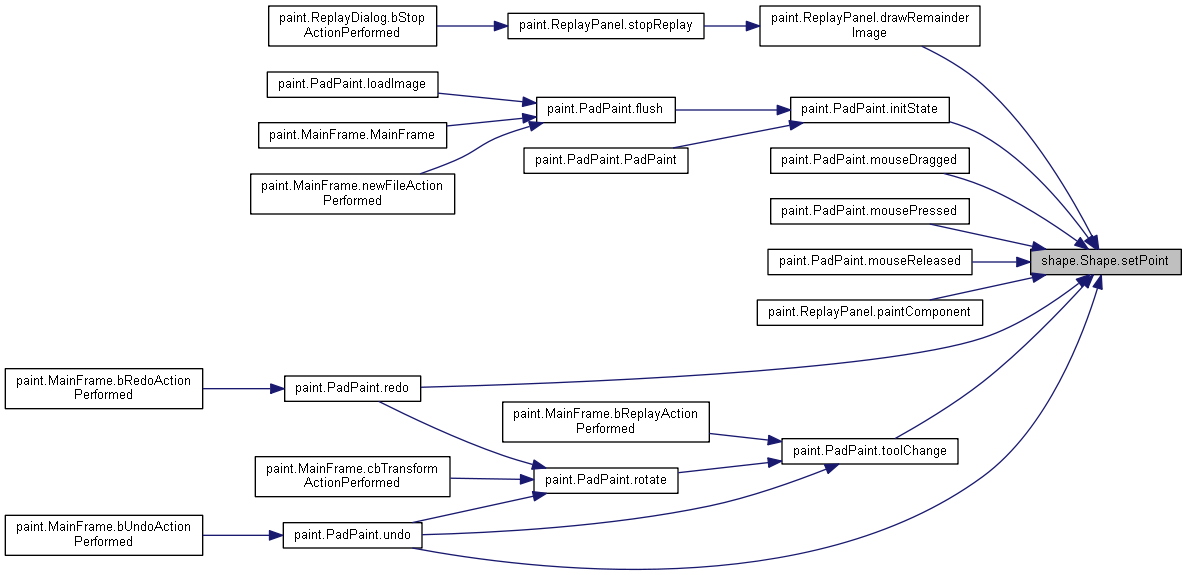 paint.ReplayDialog.bStop
ActionPerformed
paint.ReplayPanel.stopReplay
paint.ReplayPanel.drawRemainder
Image
paint.PadPaint.loadImage
paint.PadPaint.flush
paint.PadPaint.initState
paint.MainFrame.MainFrame
paint.PadPaint.PadPaint
paint.MainFrame.newFileAction
Performed
paint.PadPaint.mouseDragged
paint.PadPaint.mousePressed
paint.PadPaint.mouseReleased
shape.Shape.setPoint
paint.ReplayPanel.paintComponent
paint.MainFrame.bRedoAction
Performed
paint.PadPaint.redo
paint.MainFrame.bReplayAction
Performed
paint.PadPaint.toolChange
paint.MainFrame.cbTransform
ActionPerformed
paint.PadPaint.rotate
paint.MainFrame.bUndoAction
Performed
paint.PadPaint.undo